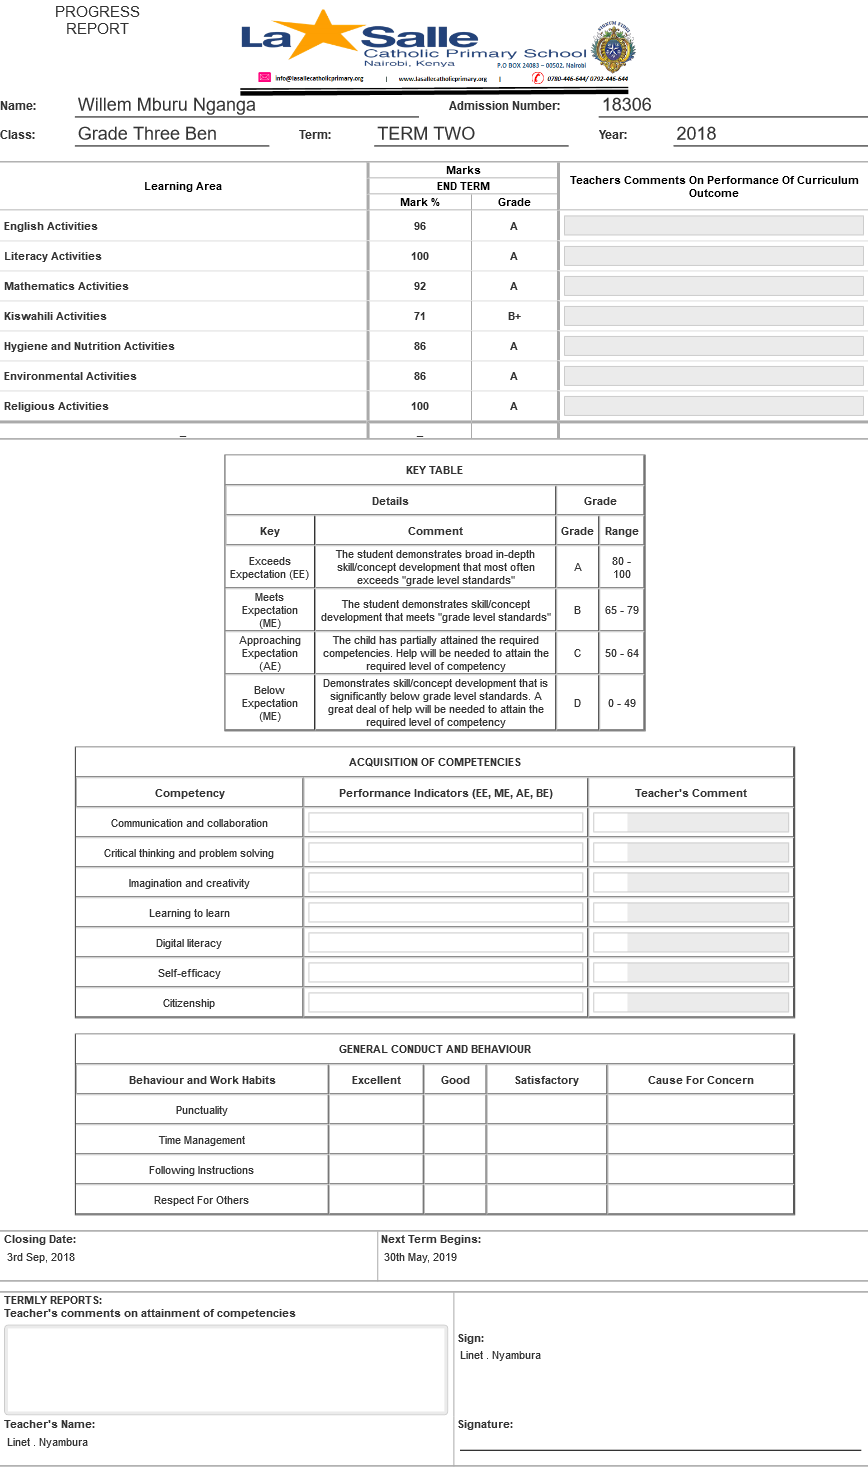 PROGRESS
REPORT
La Salle
Catholic Primary School
Nairobi, Kenya
P.O BOX 24083 – 00502, Nairobi
info@lasallecatholicprimary.org | www.lasallecatholicprimary.org | 0780-446-644/ 0792-446-644
Name: Willem Mburu Nganga Admission Number: 18306
Class: Grade Three Ben Term: TERM TWO Year: 2018
Learning Area
Marks
END TERM
Mark % Grade
Teachers Comments On Performance Of Curriculum
Outcome
English Activities 96 A
Literacy Activities 100 A
Mathematics Activities 92 A
Kiswahili Activities 71 B+
Hygiene and Nutrition Activities 86 A
Environmental Activities 86 A
Religious Activities 100 A
_ _
KEY TABLE
Details Grade
Key Comment Grade Range
Exceeds
Expectation (EE)
The student demonstrates broad in-depth
skill/concept development that most often
exceeds "grade level standards"
A
80 -
100
Meets
Expectation
(ME)
The student demonstrates skill/concept
development that meets "grade level standards"
B
65 - 79
Approaching
Expectation
(AE)
The child has partially attained the required
competencies. Help will be needed to attain the
required level of competency
C
50 - 64
Below
Expectation
(ME)
Demonstrates skill/concept development that is
significantly below grade level standards. A
great deal of help will be needed to attain the
required level of competency
D
0 - 49
ACQUISITION OF COMPETENCIES
Competency Performance Indicators (EE, ME, AE, BE) Teacher's Comment
Communication and collaboration
Critical thinking and problem solving
Imagination and creativity
Learning to learn
Digital literacy
Self-efficacy
Citizenship
GENERAL CONDUCT AND BEHAVIOUR
Behaviour and Work Habits Excellent Good Satisfactory Cause For Concern
Punctuality
Time Management
Following Instructions
Respect For Others
Closing Date: Next Term Begins:
3rd Sep, 2018 30th May, 2019
TERMLY REPORTS:
Teacher's comments on attainment of competencies
Sign:
Linet . Nyambura
Teacher's Name: Signature:
Linet . Nyambura